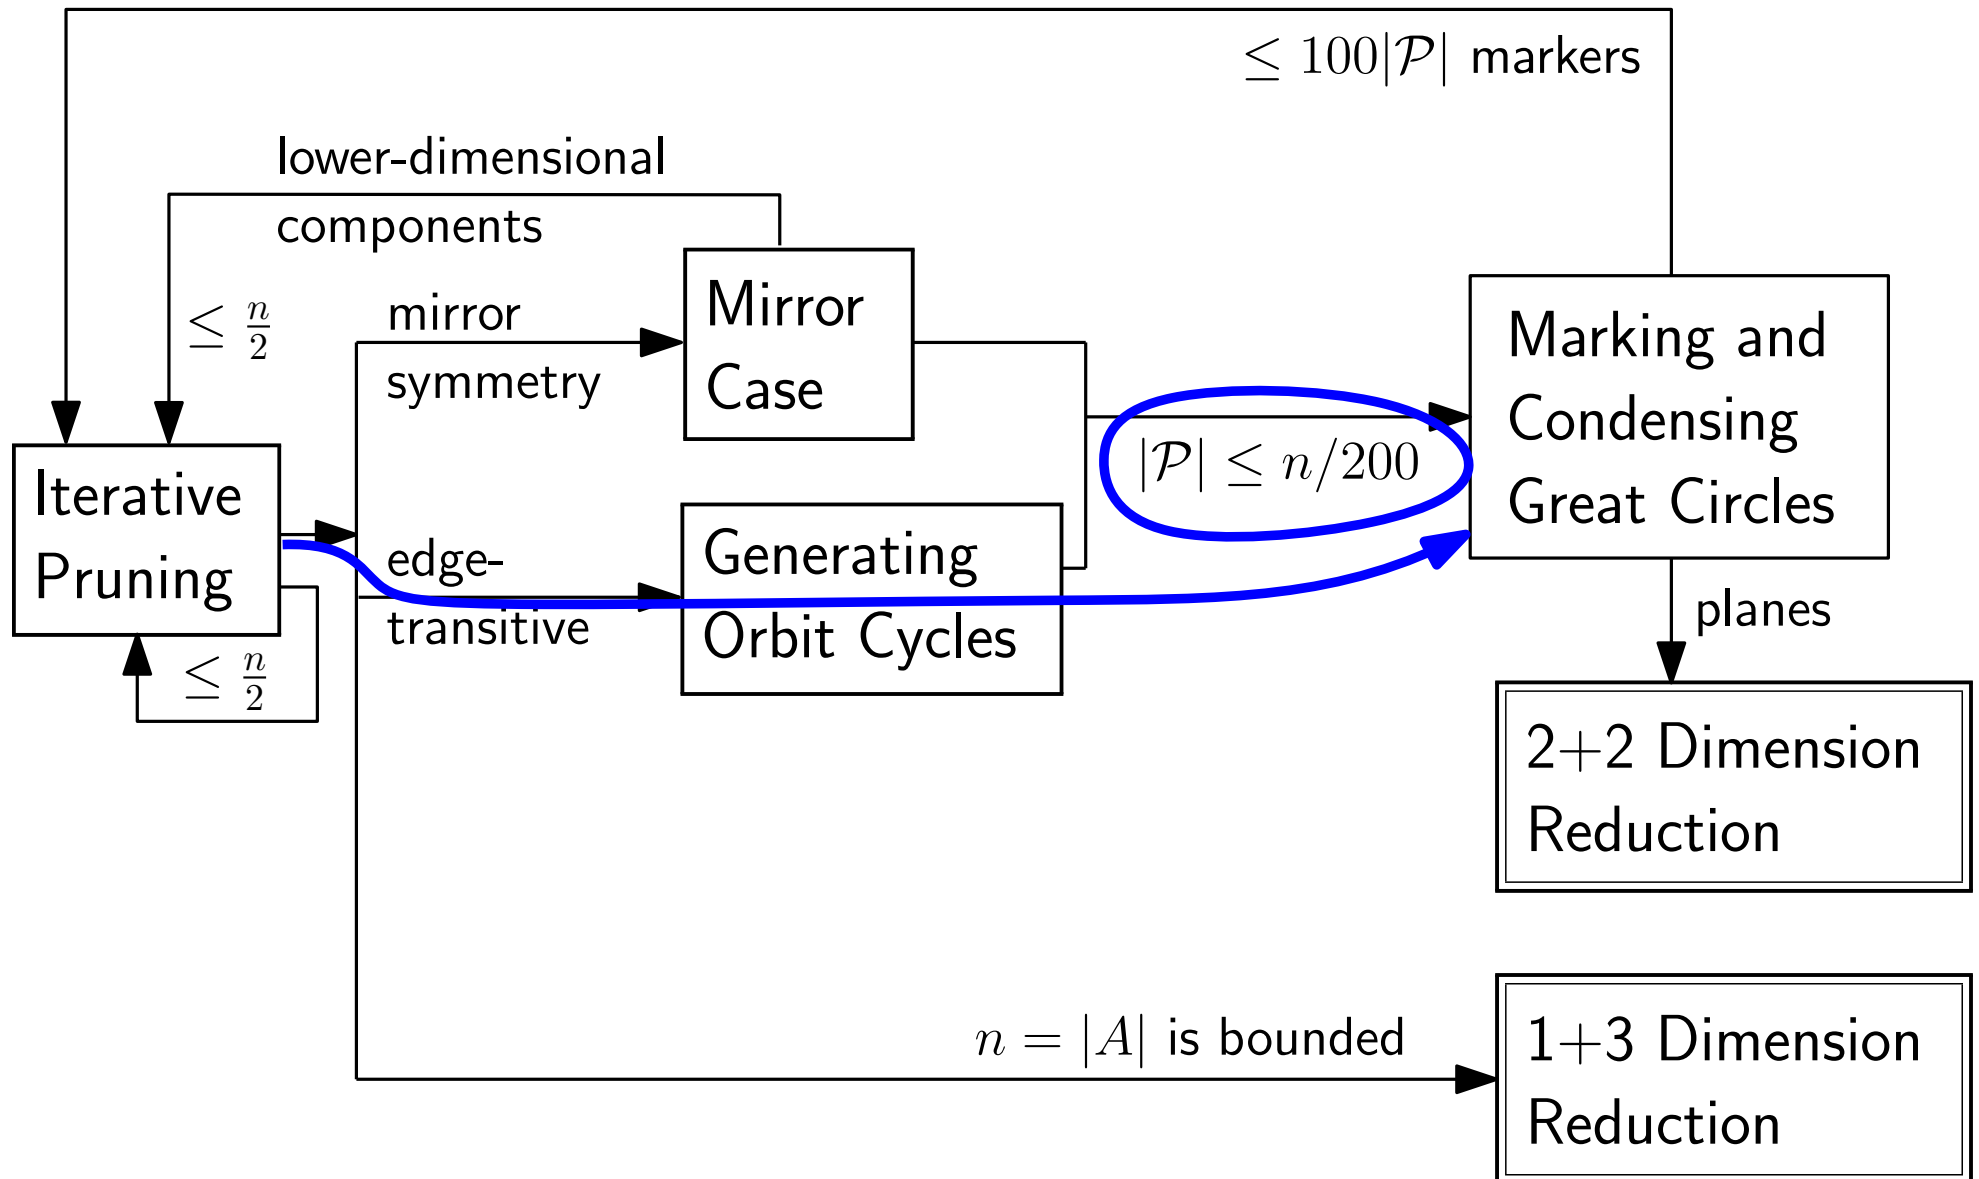 ≤ 100|𝒫| markers
lower-dimensional
components
≤ n/2
mirror
symmetry
Mirror
Case
Marking and
Condensing
Great Circles
|𝒫| ≤ n/200
Iterative
Pruning
≤ n/2
edge-
transitive
Generating
Orbit Cycles
planes
2+2 Dimension
Reduction
n = |A| is bounded
1+3 Dimension
Reduction